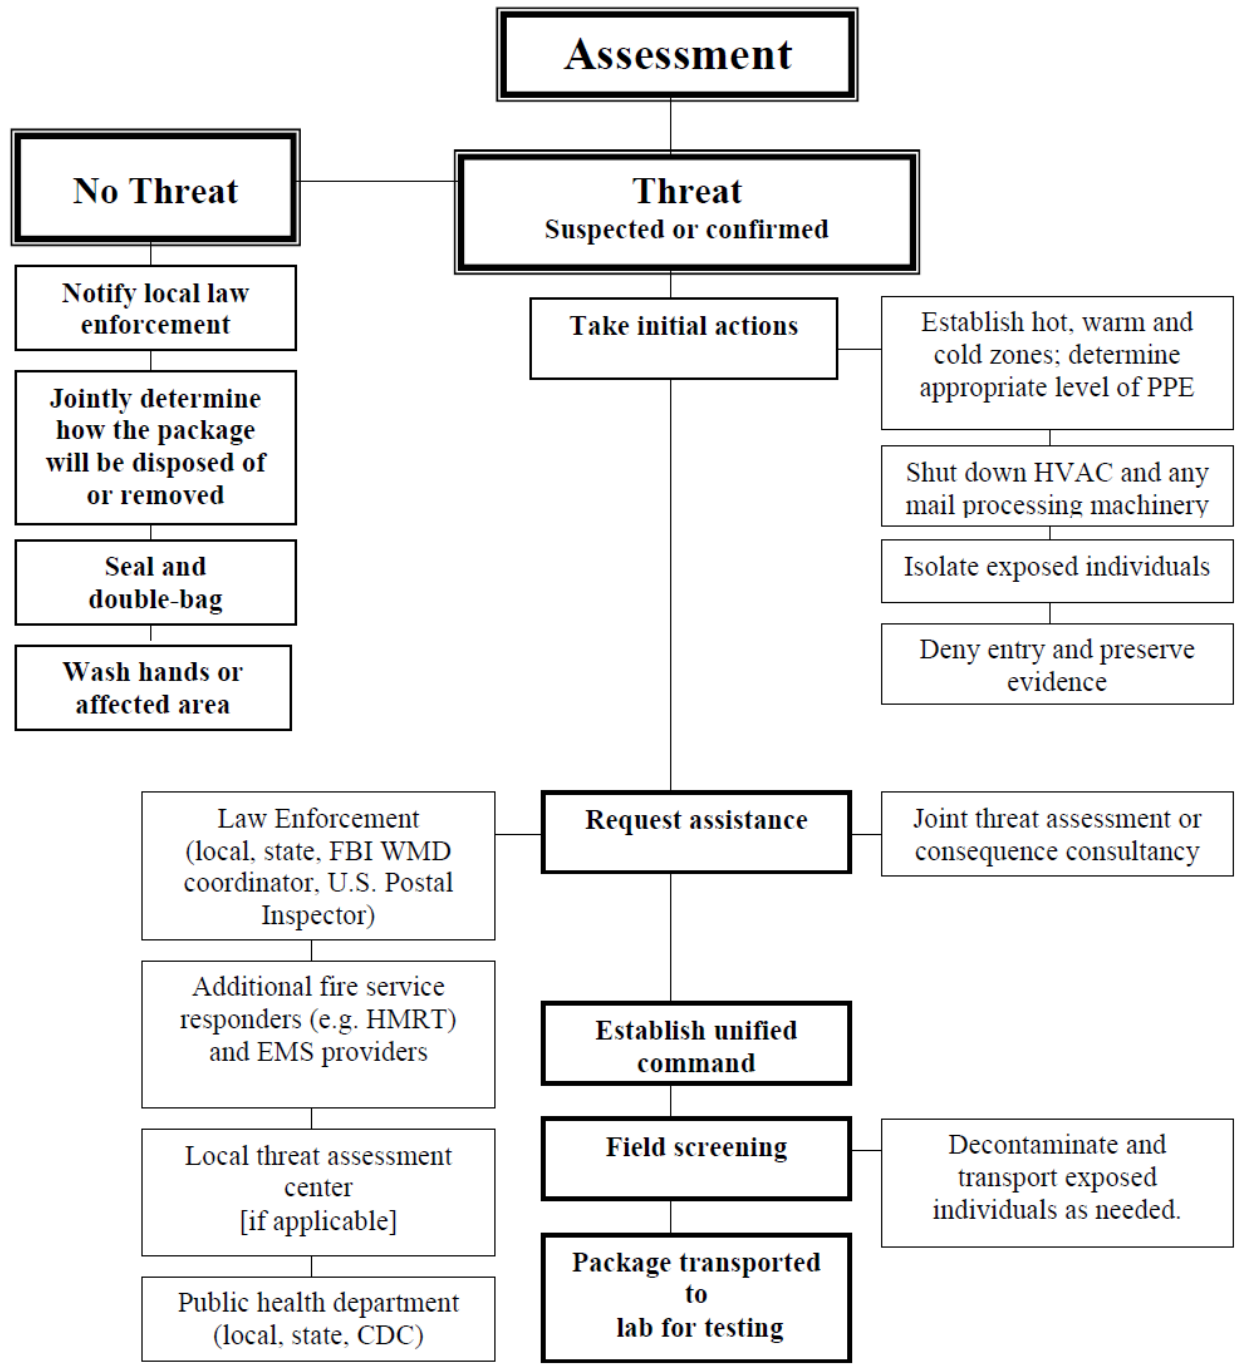 Assessment
No Threat
Threat
Suspected or confirmed
Notify local law
enforcement
Jointly determine
how the package
will be disposed of
or removed
Seal and
double-bag
Wash hands or
affected area
Take initial actions
Establish hot, warm and
cold zones; determine
appropriate level of PPE
Shut down HVAC and any
mail processing machinery
Isolate exposed individuals
Deny entry and preserve
evidence
Request assistance
Law Enforcement
(local, state, FBI WMD
coordinator, U.S. Postal
Inspector)
Additional fire service
responders (e.g. HMRT)
and EMS providers
Local threat assessment
center
[if applicable]
Public health department
(local, state, CDC)
Joint threat assessment or
consequence consultancy
Establish unified
command
Field screening
Decontaminate and
transport exposed
individuals as needed.
Package transported
to
lab for testing